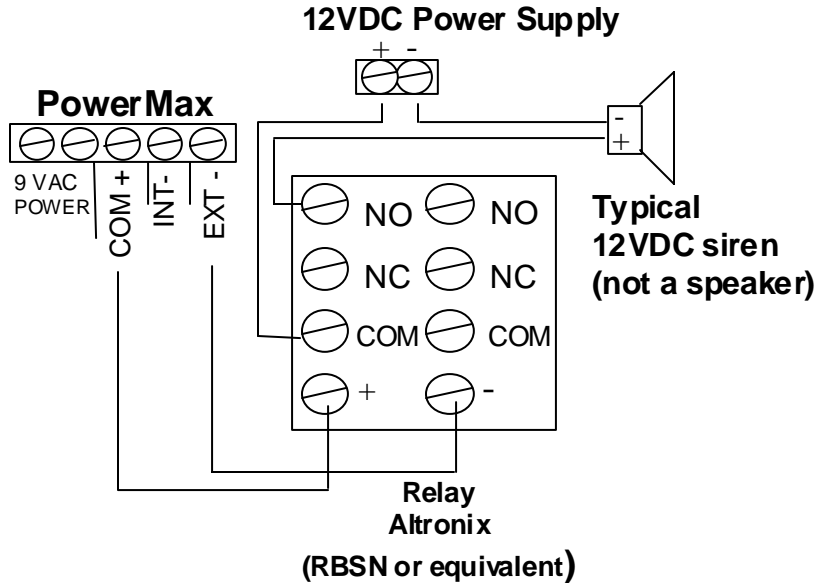 12VDC Power Supply
+ -
PowerMax
9 VAC
POWER
COM +
INT-
EXT -
-
+
NO NO
NC NC
COM COM
+ -
Typical
12VDC siren
(not a speaker)
Relay
Altronix
(RBSN or equivalent)